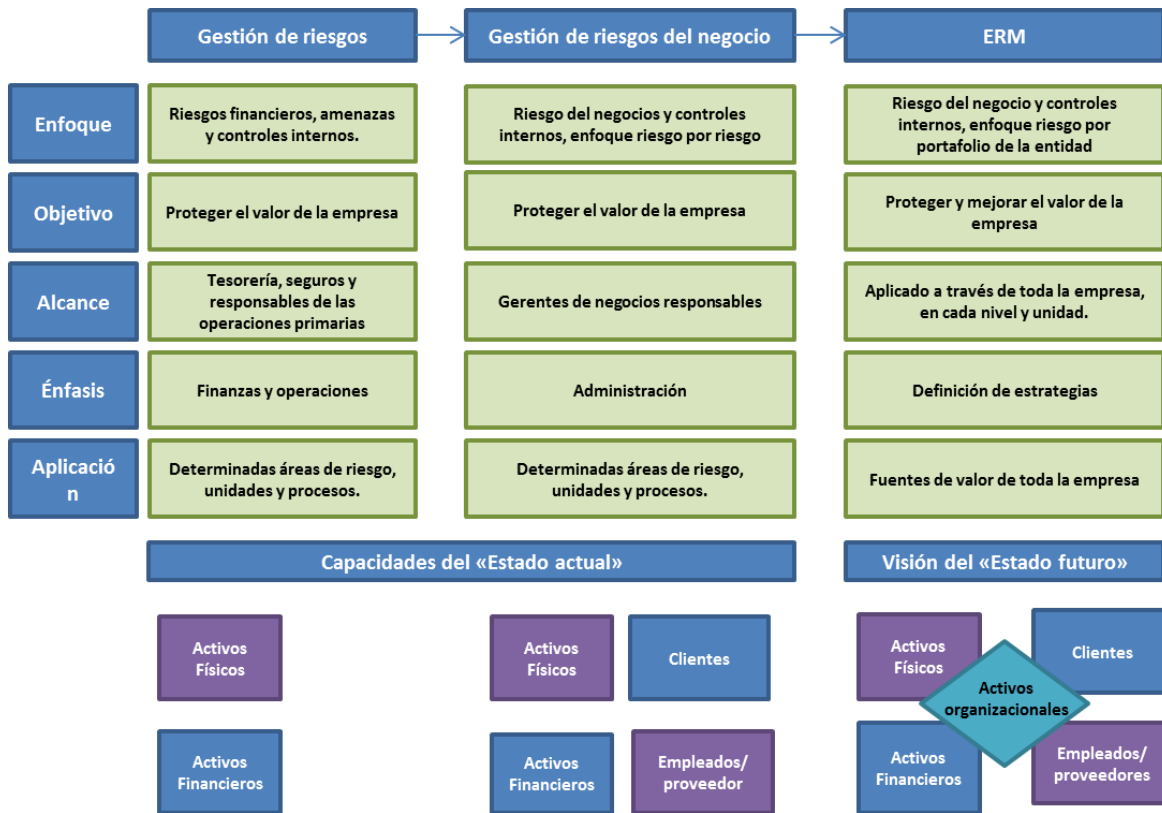 Gestión de riesgos
Gestión de riesgos del negocio
ERM
Enfoque
Riesgos financieros, amenazas
y controles internos.
Riesgo del negocios y controles
internos, enfoque riesgo por riesgo
Riesgo del negocio y controles
internos, enfoque riesgo por
portafolio de la entidad
Objetivo
Proteger el valor de la empresa
Proteger el valor de la empresa
Proteger y mejorar el valor de la
empresa
Alcance
Tesorería, seguros y
responsables de las
operaciones primarias
Gerentes de negocios responsables
Aplicado a través de toda la empresa,
en cada nivel y unidad.
Énfasis
Finanzas y operaciones
Administración
Definición de estrategias
Aplicació
n
Determinadas áreas de riesgo,
unidades y procesos.
Determinadas áreas de riesgo,
unidades y procesos.
Fuentes de valor de toda la empresa
Capacidades del «Estado actual»
Visión del «Estado futuro»
Activos
Físicos
Activos
Físicos
Clientes
Activos
Físicos
Clientes
Activos
organizacionales
Activos
Financieros
Activos
Financieros
Empleados/
proveedor
Activos
Financieros
Empleados/
proveedores